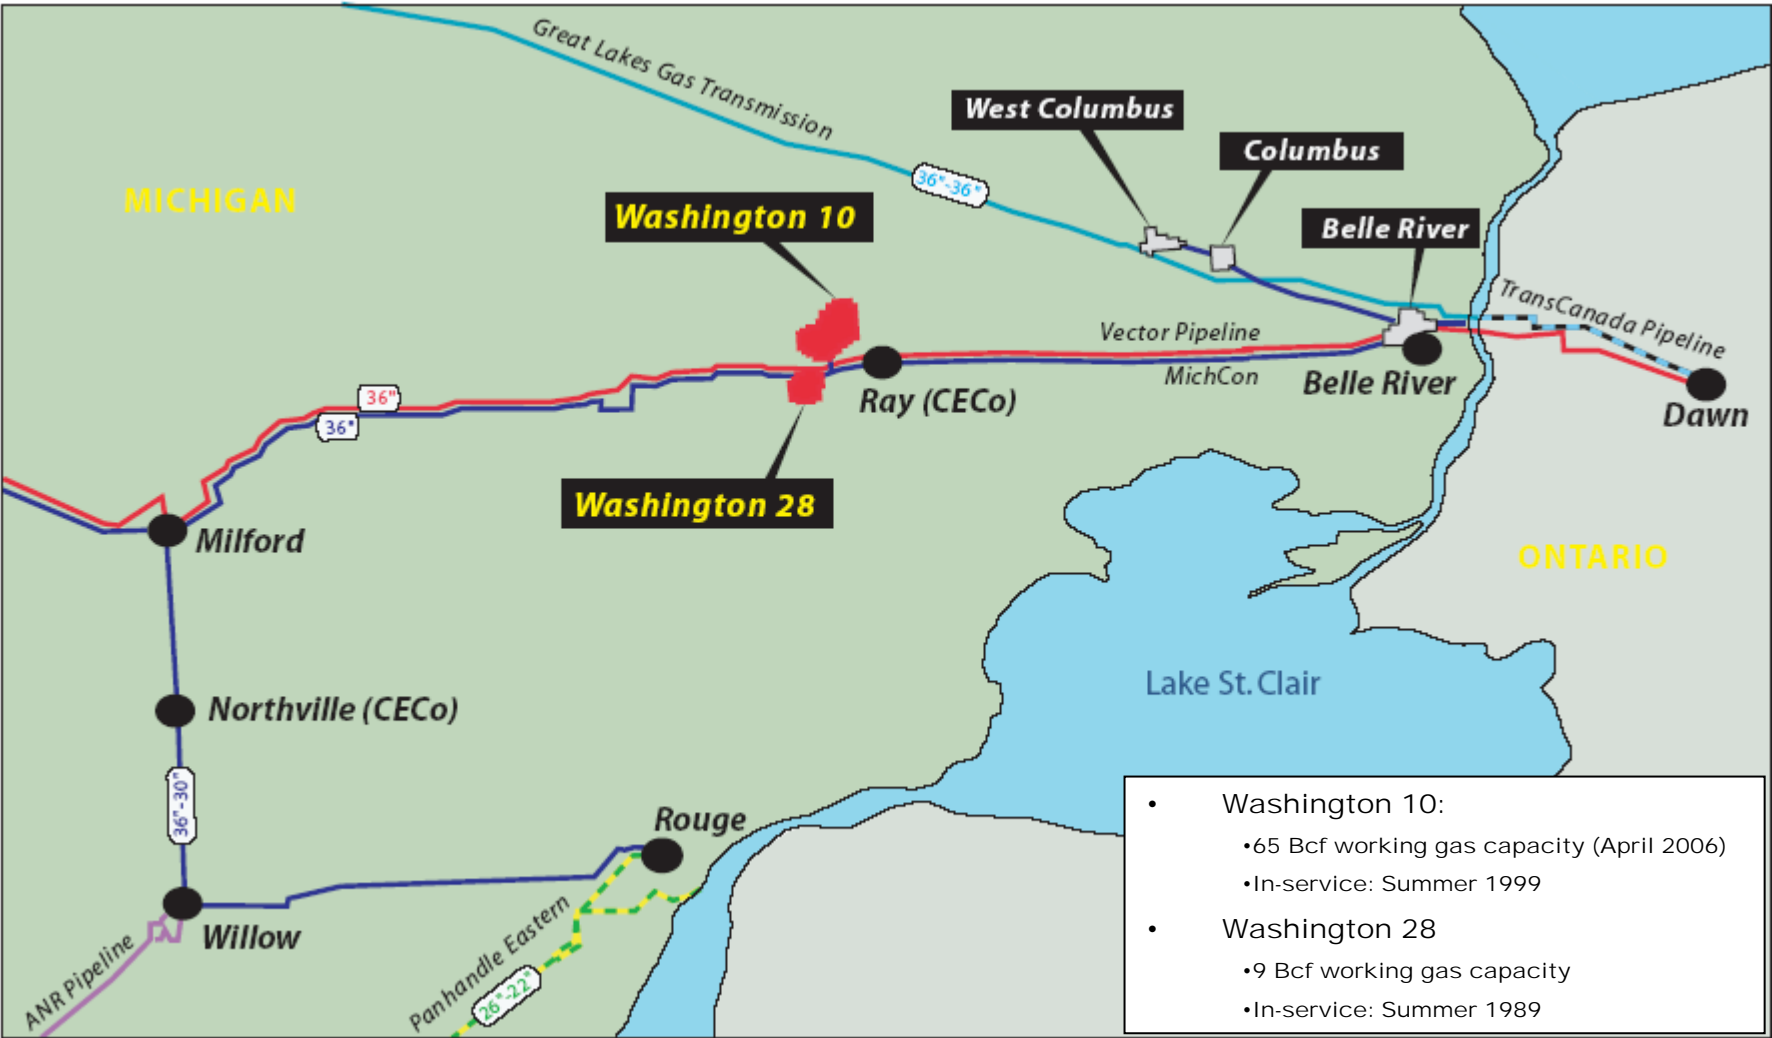 Great Lakes Gas Transmission
West Columbus
Columbus
36"-36"
MICHIGAN
Washington 10
Belle River
TransCanada Pipeline
Vector Pipeline
MichCon
Belle River
Ray (CECo)
Dawn
36"
36"
Washington 28
Milford
ONTARIO
Lake St. Clair
Northville (CECo)
36"-30"
Rouge
Willow
ANR Pipeline
Panhandle Eastern
26"-22"
• Washington 10:
•65 Bcf working gas capacity (April 2006)
•In-service: Summer 1999
• Washington 28
•9 Bcf working gas capacity
•In-service: Summer 1989